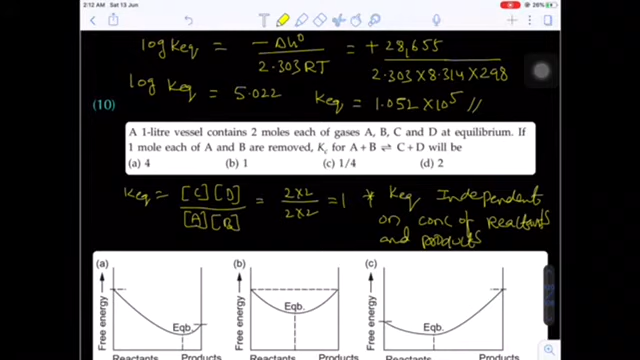 2:12 AM Sat 13 Jun
26%
log Keq = -Δh° / 2.303RT = +28,655 / 2.303×8.314×298
log Keq = 5.022 Keq = 1.052 ×10⁵ //
(10)
A 1-litre vessel contains 2 moles each of gases A, B, C and D at equilibrium. If
1 mole each of A and B are removed, Kc for A + B ⇌ C + D will be
(a) 4 (b) 1 (c) 1/4 (d) 2
Keq = [C][D] / [A][B] = 2×2 / 2×2 = 1 * Keq Independent
on conc of Reactants
and products
(a) (b) (c)
Free energy Free energy Free energy
Eqb. Eqb. Eqb.
Reactants Products Reactants Products Reactants Products